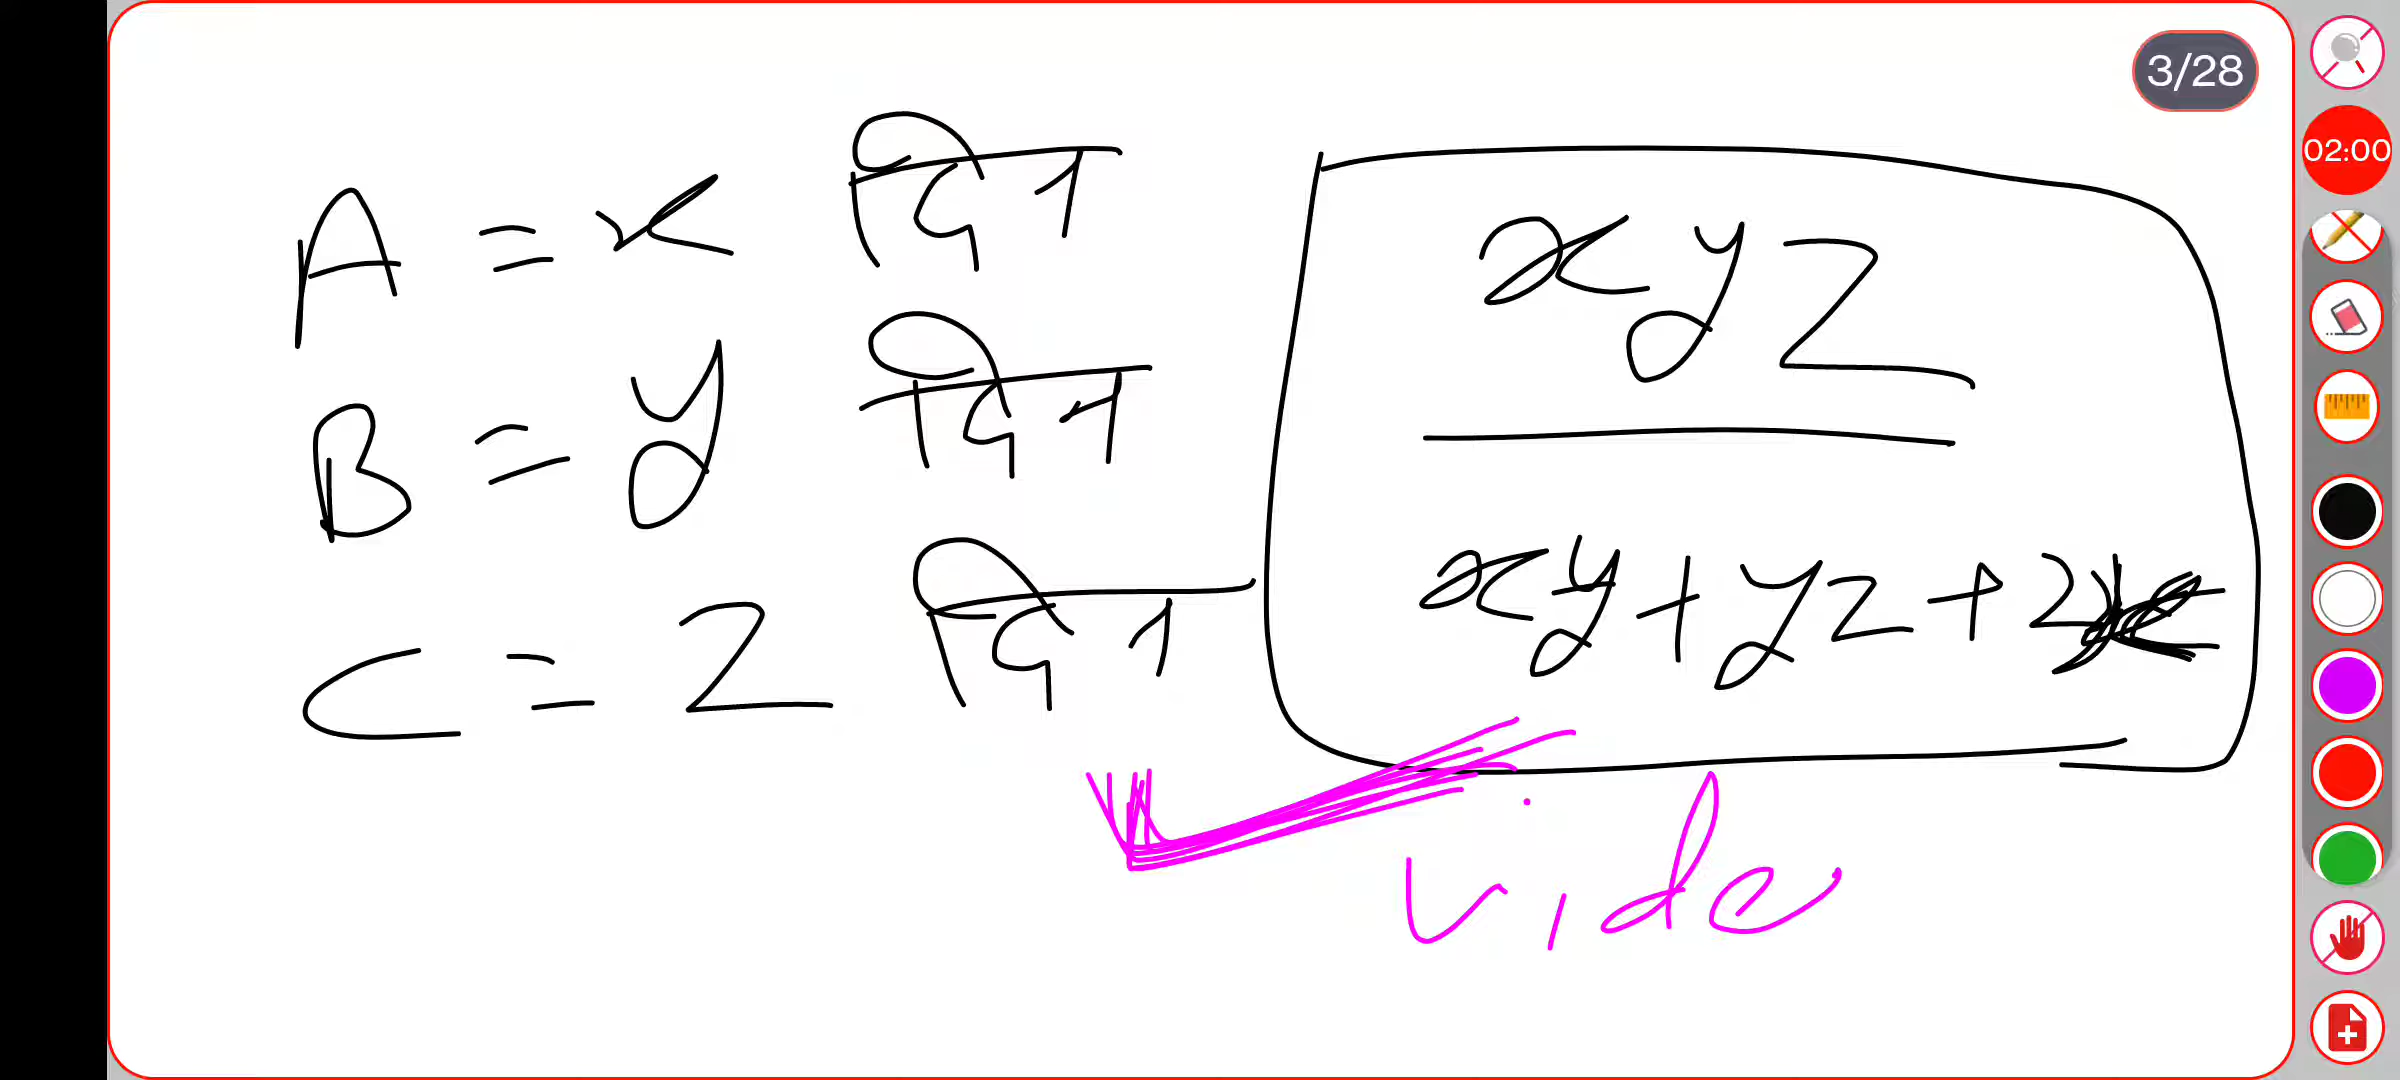 3/28
02:00
A = x दिन
B = y दिन
C = z दिन
xyz
xy+yz+zx
vide